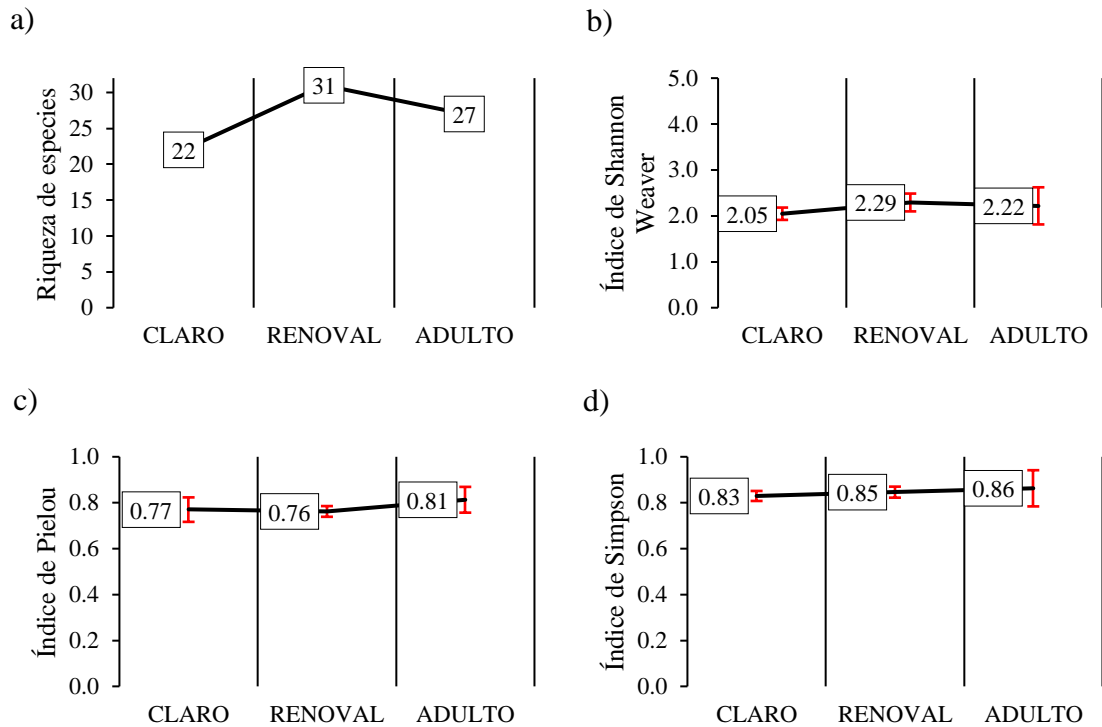 a)
Riqueza de especies
30
25
20
15
10
5
0
22
31
27
CLARO RENOVAL ADULTO
b)
Índice de Shannon
Weaver
5.0
4.0
3.0
2.0
1.0
0.0
2.05
2.29
2.22
CLARO RENOVAL ADULTO
c)
Índice de Pielou
1.0
0.8
0.6
0.4
0.2
0.0
0.77
0.76
0.81
CLARO RENOVAL ADULTO
d)
Índice de Simpson
1.0
0.8
0.6
0.4
0.2
0.0
0.83
0.85
0.86
CLARO RENOVAL ADULTO